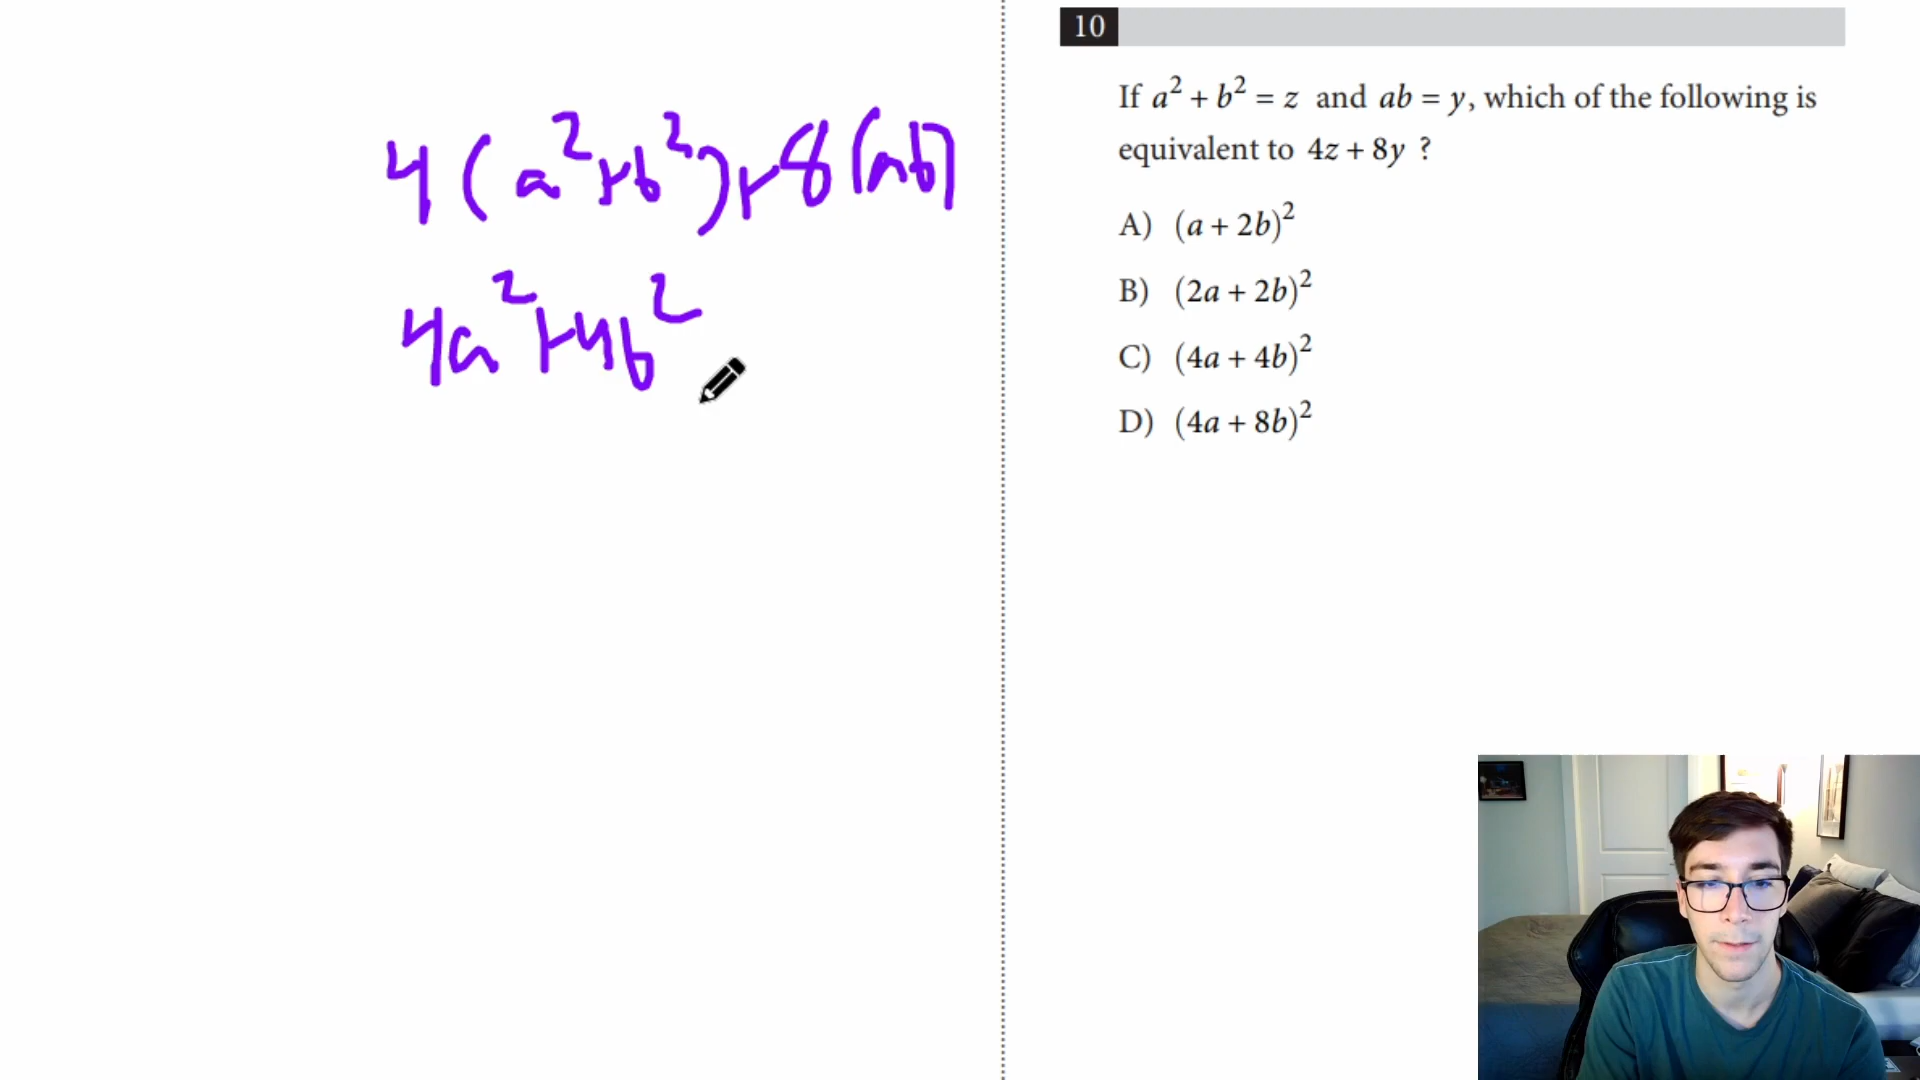 4(a²+b²)+8(ab)
4a²+4b²
10
If a² + b² = z and ab = y, which of the following is
equivalent to 4z + 8y ?
A) (a + 2b)²
B) (2a + 2b)²
C) (4a + 4b)²
D) (4a + 8b)²